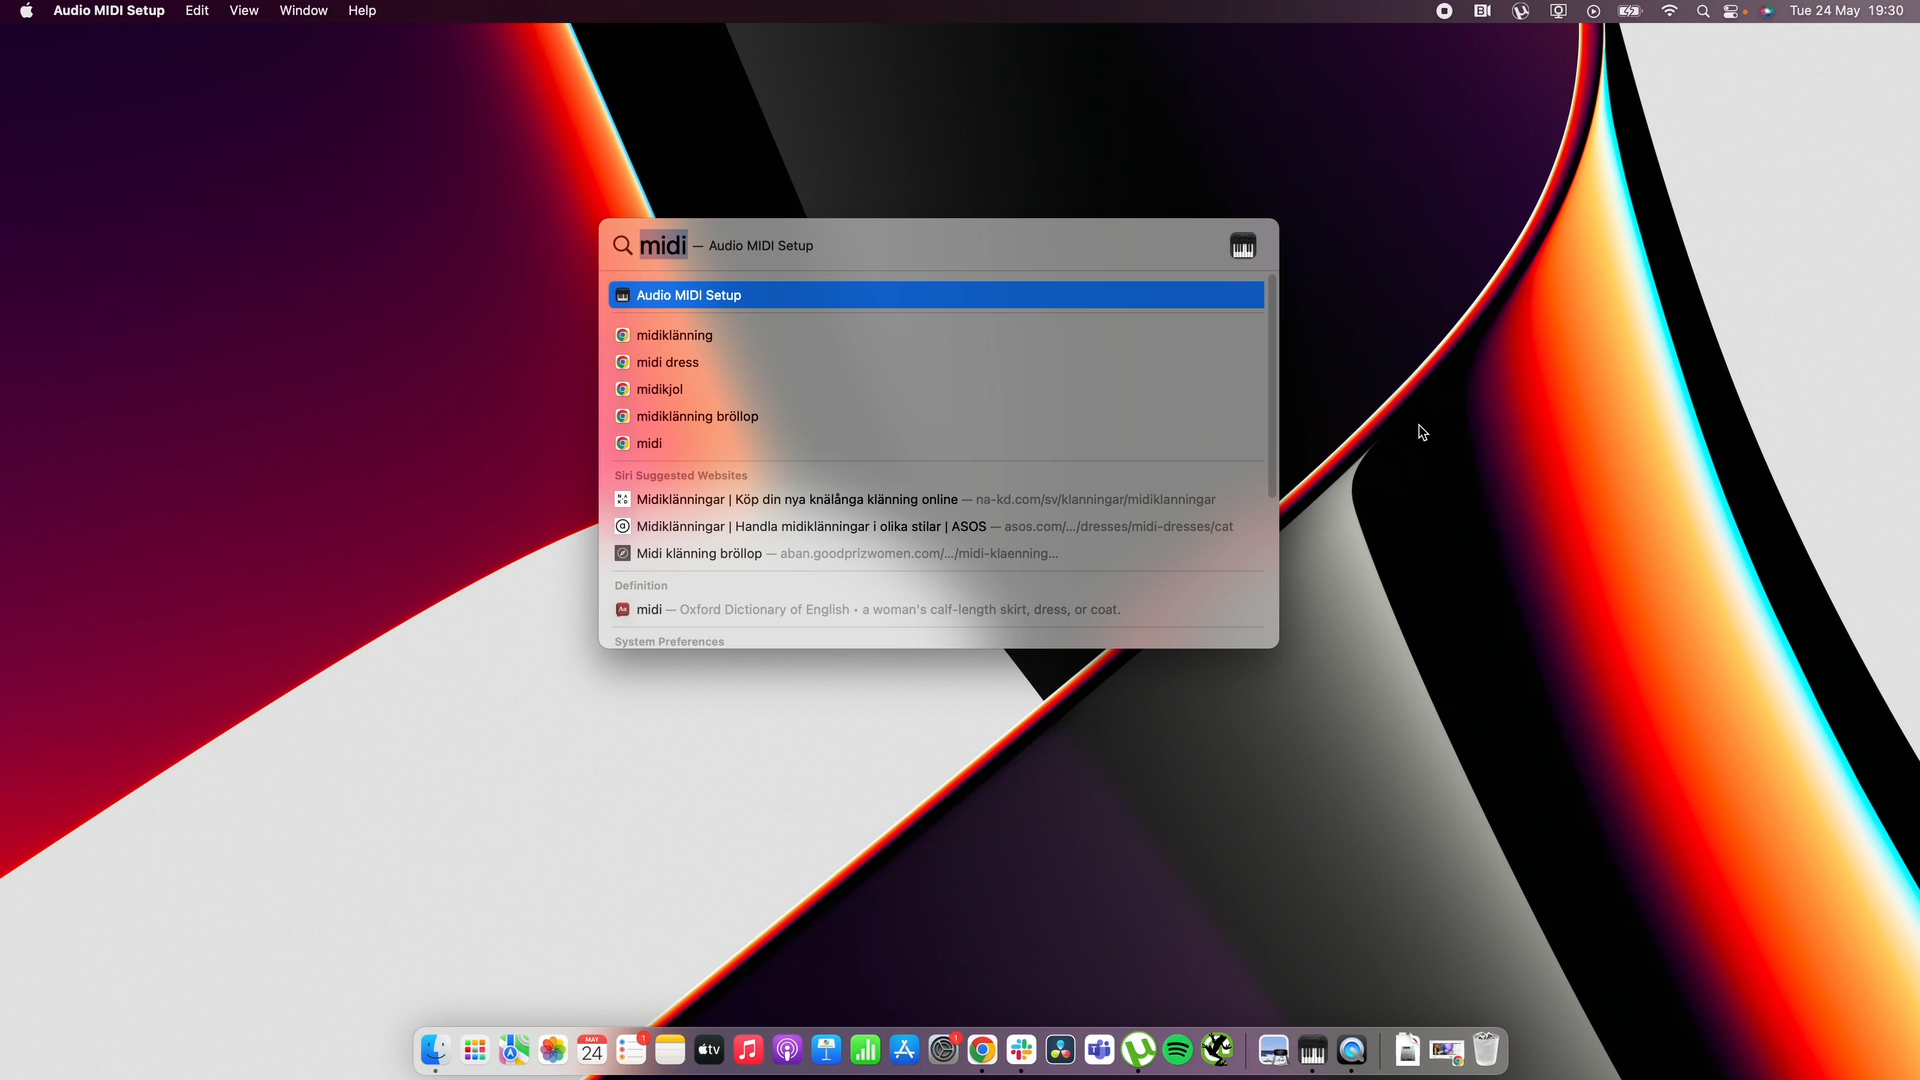 Audio MIDI Setup Edit View Window Help Tue 24 May 19:30
midi — Audio MIDI Setup
Audio MIDI Setup
midiklänning
midi dress
midikjol
midiklänning bröllop
midi
Siri Suggested Websites
Midiklänningar | Köp din nya knälånga klänning online — na-kd.com/sv/klanningar/midiklanningar
Midiklänningar | Handla midiklänningar i olika stilar | ASOS — asos.com/.../dresses/midi-dresses/cat
Midi klänning bröllop — aban.goodprizwomen.com/.../midi-klaenning...
Definition
midi — Oxford Dictionary of English • a woman's calf-length skirt, dress, or coat.
System Preferences
MAY
24
1
tv
1